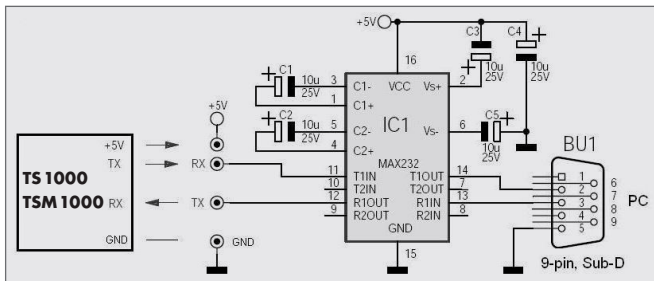 +5V
C3
C4
10u
25V
10u
25V
C1
10u
25V
C2
10u
25V
C5
10u
25V
16
3 C1- VCC Vs+ 2
1 C1+
IC1
5 C2- Vs- 6
4 C2+
MAX232
11 T1IN T1OUT 14
10 T2IN T2OUT 7
12 R1OUT R1IN 13
9 R2OUT R2IN 8
GND
15
+5V
+5V
TX RX
TS 1000
TSM 1000 RX TX
GND GND
BU1
1
6
2
7
3
8
4
9
5
PC
9-pin, Sub-D